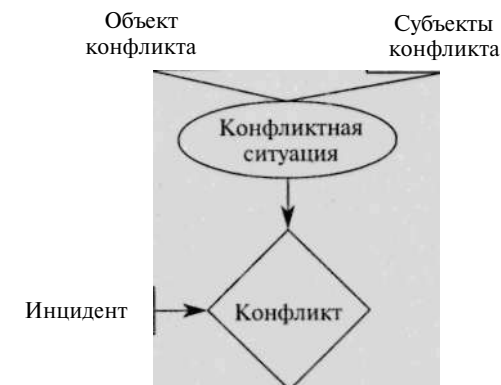 Объект
конфликта
Субъекты
конфликта
Конфликтная
ситуация
Инцидент
Конфликт